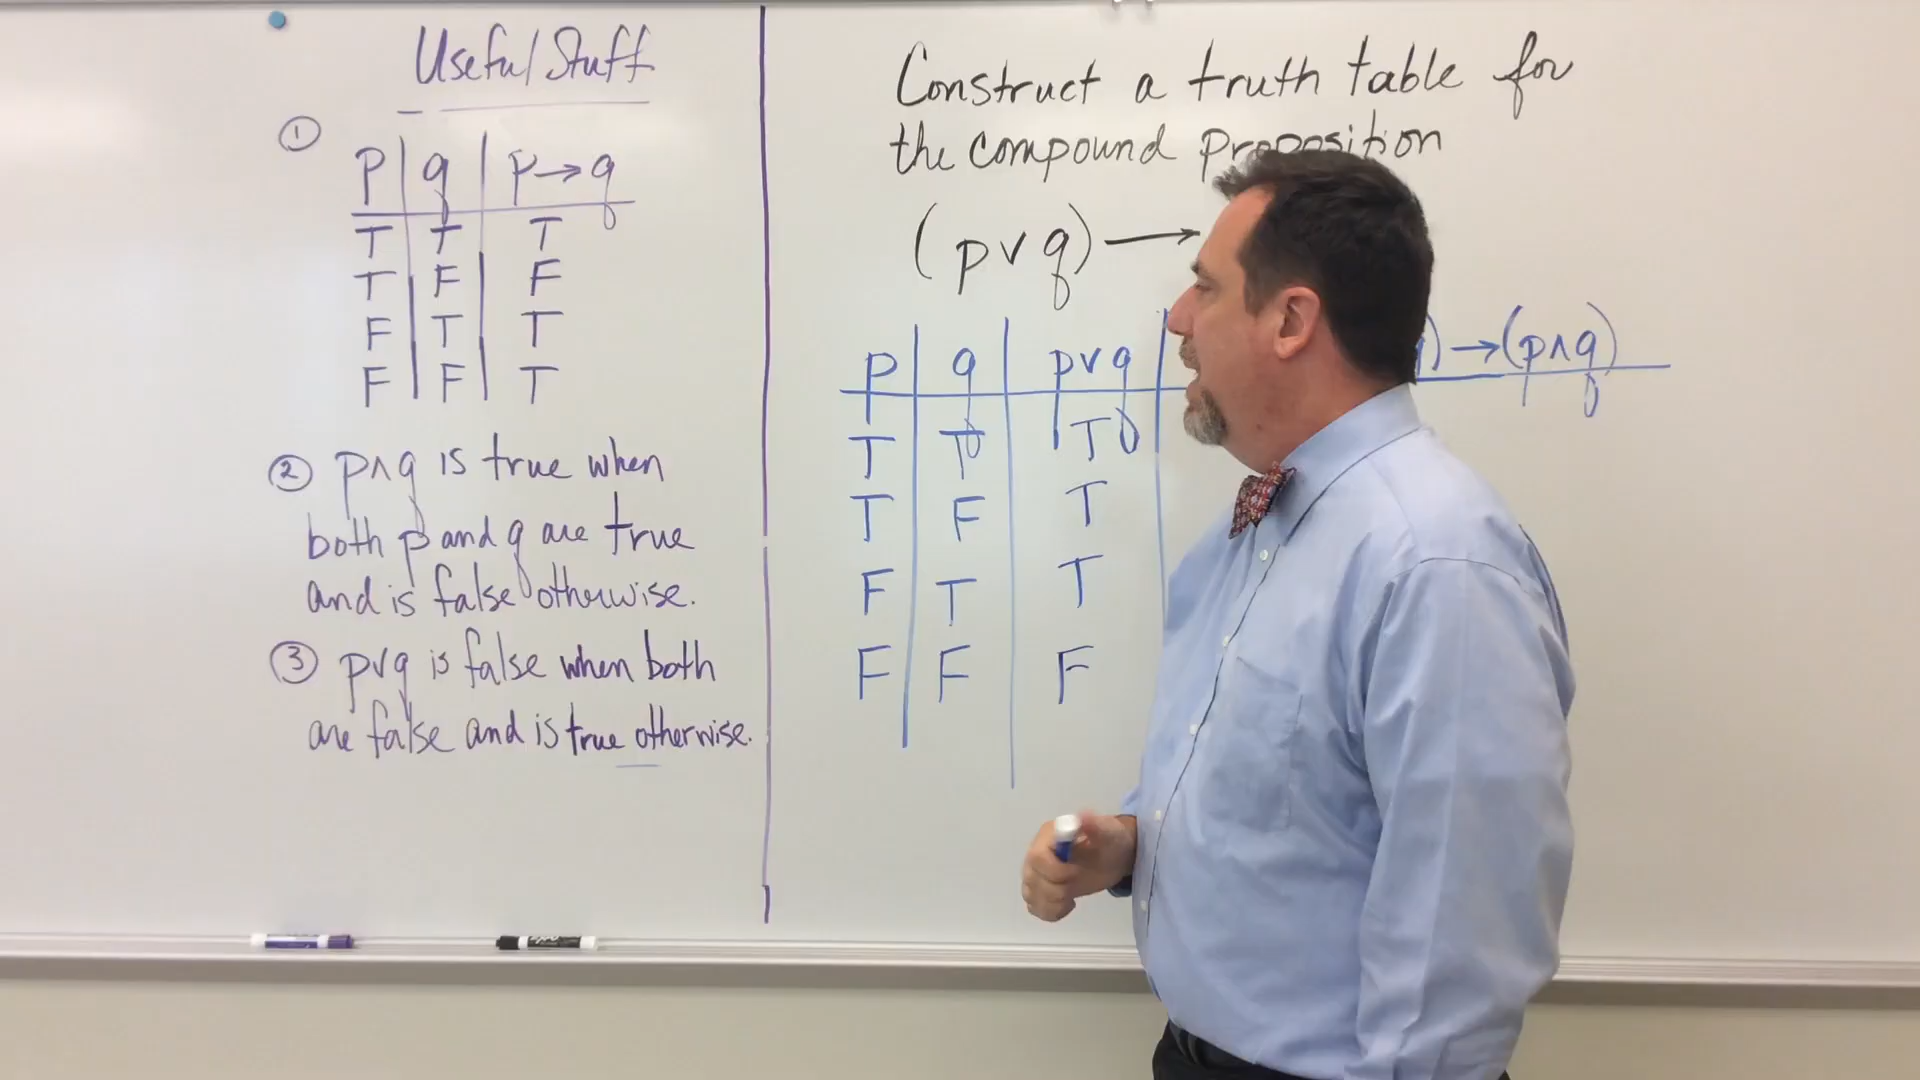 Useful Stuff
① p q p→q
T T T
T F F
F T T
F F T
② p∧q is true when
both p and q are true
and is false otherwise.
③ p∨q is false when both
are false and is true otherwise.
Construct a truth table for
the compound proposition
(p∨q)→
p q p∨q ) →(p∧q)
T T T
T F T
F T T
F F F